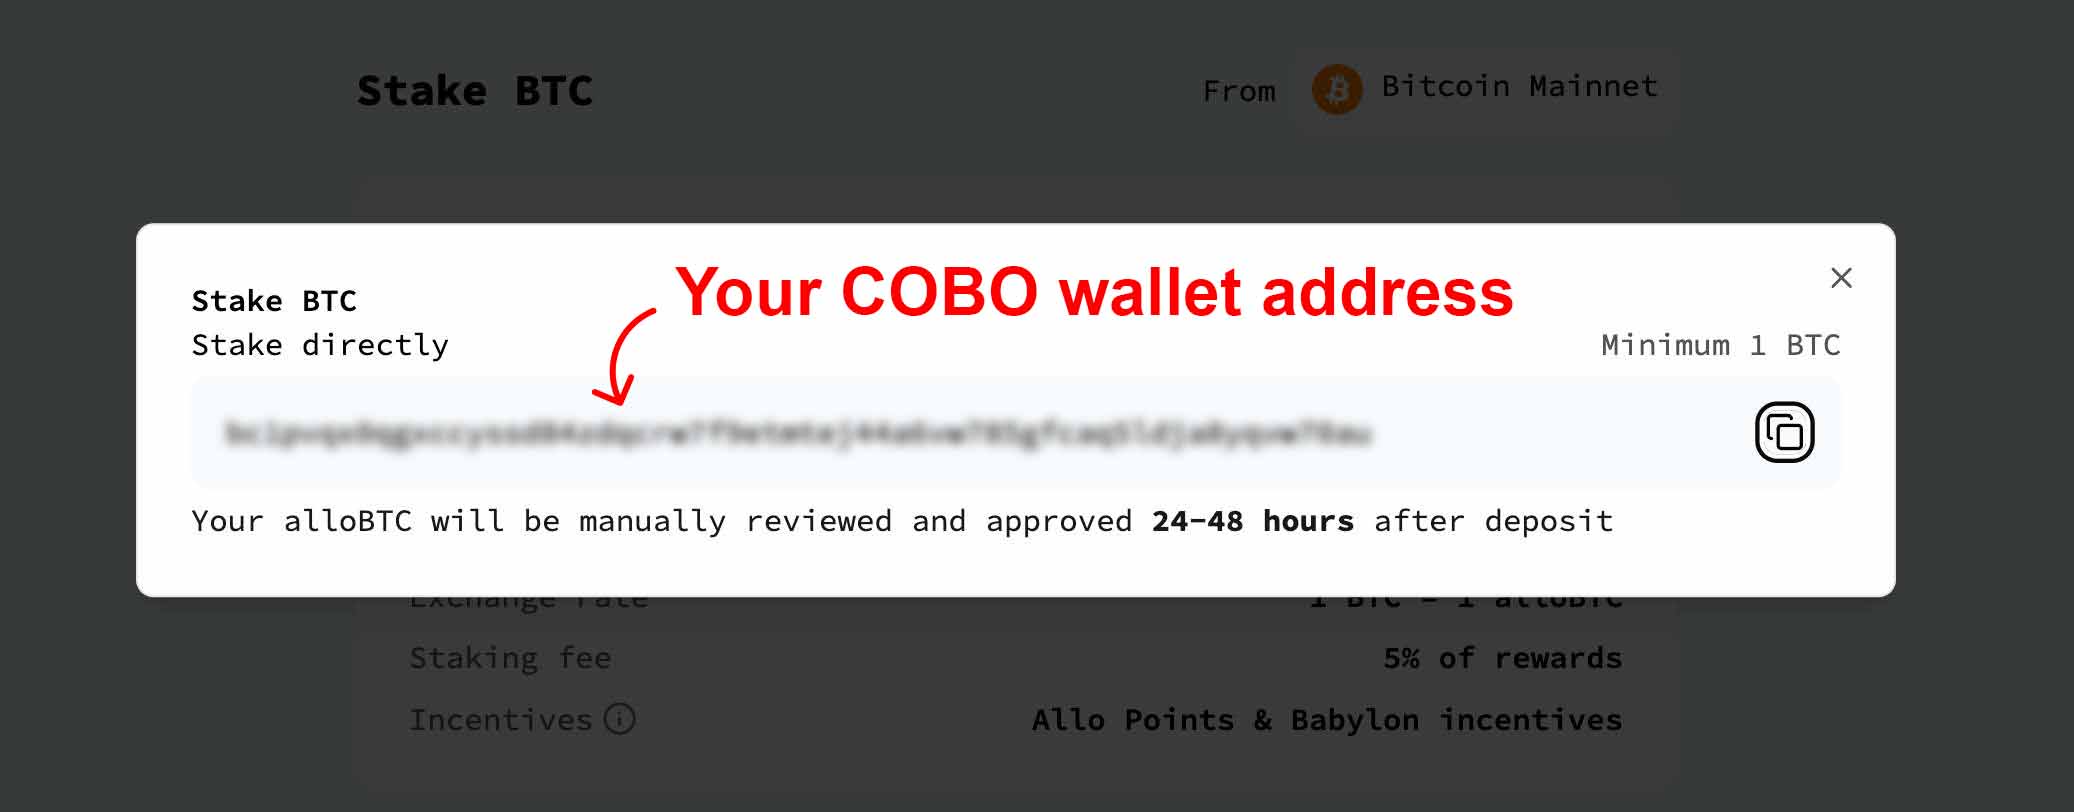 Stake BTC
From Bitcoin Mainnet
Your COBO wallet address
Stake BTC
Stake directly
Minimum 1 BTC
Your alloBTC will be manually reviewed and approved 24-48 hours after deposit
Exchange rate
1 BTC = 1 alloBTC
Staking fee
5% of rewards
Incentives
Allo Points & Babylon incentives